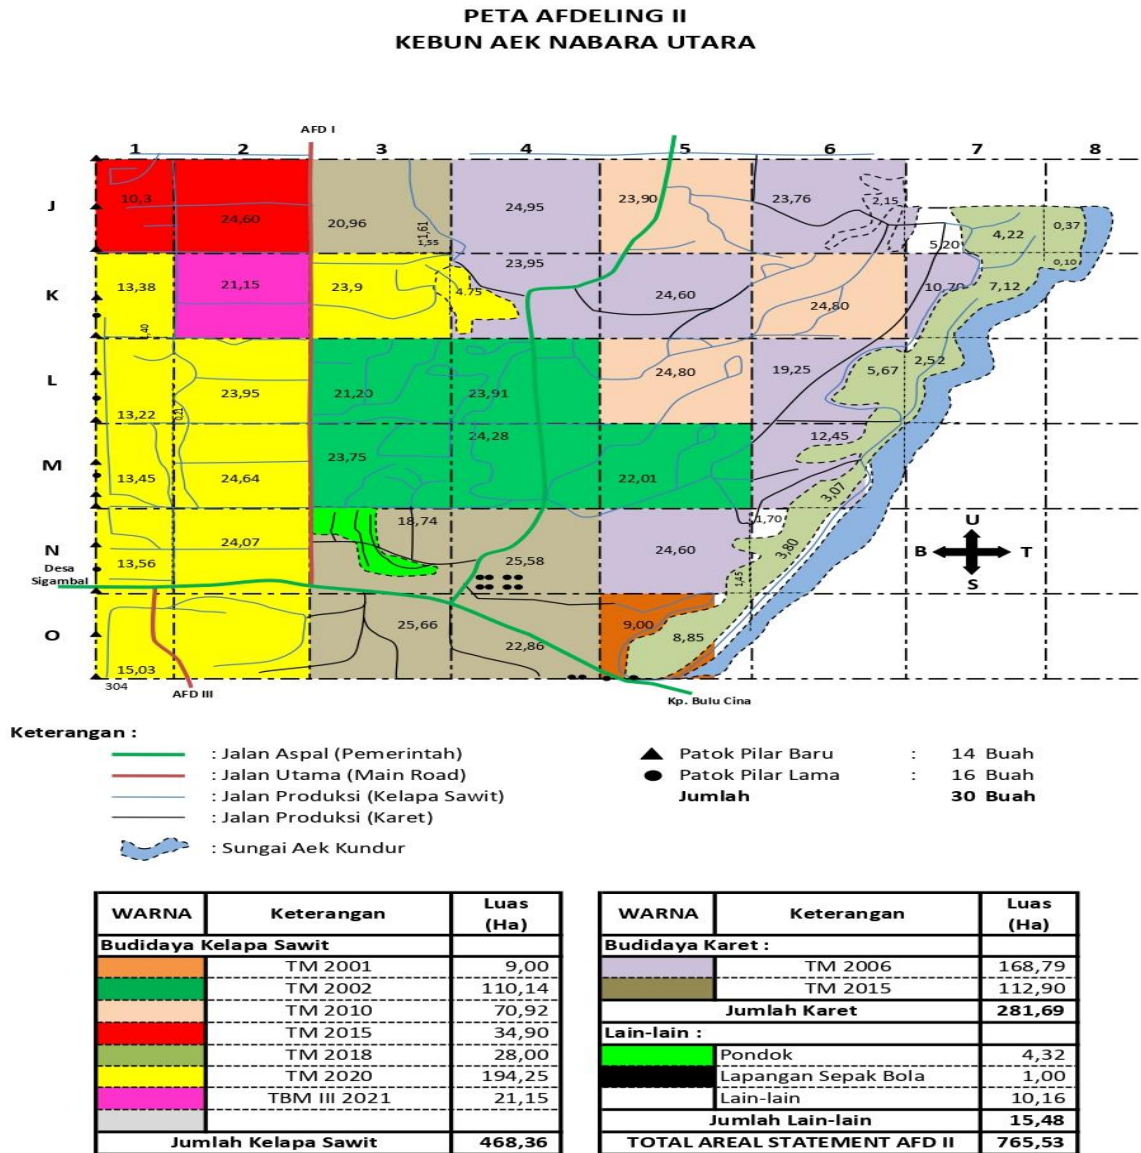 PETA AFDELING II
KEBUN AEK NABARA UTARA
AFD I
1 2 3 4 5 6 7 8
J
10,3 24,60 20,96 1,61 1,55 24,95 23,90 23,76 2,15 5,20 4,22 0,37
0,10
K
13,38 21,15 23,9 4.75 23,95 24,60 24,80 10,70 7,12
L
13,22 23,95 21,20 23,91 24,80 19,25 5,67 2,52
M
13,45 24,64 23,75 24,28 22,01 12,45 3,07
N
13,56 24,07 18,74 25,58 24,60 1,70 3,80 1,45
U
B T
S
Desa
Sigambal
O
15,03 25,66 22,86 9,00 8,85
304
AFD III
Kp. Bulu Cina
Keterangan :
: Jalan Aspal (Pemerintah)
: Jalan Utama (Main Road)
: Jalan Produksi (Kelapa Sawit)
: Jalan Produksi (Karet)
: Sungai Aek Kundur
Patok Pilar Baru : 14 Buah
Patok Pilar Lama : 16 Buah
Jumlah 30 Buah
WARNA Keterangan Luas (Ha)
Budidaya Kelapa Sawit
TM 2001 9,00
TM 2002 110,14
TM 2010 70,92
TM 2015 34,90
TM 2018 28,00
TM 2020 194,25
TBM III 2021 21,15
Jumlah Kelapa Sawit 468,36
WARNA Keterangan Luas (Ha)
Budidaya Karet :
TM 2006 168,79
TM 2015 112,90
Jumlah Karet 281,69
Lain-lain :
Pondok 4,32
Lapangan Sepak Bola 1,00
Lain-lain 10,16
Jumlah Lain-lain 15,48
TOTAL AREAL STATEMENT AFD II 765,53